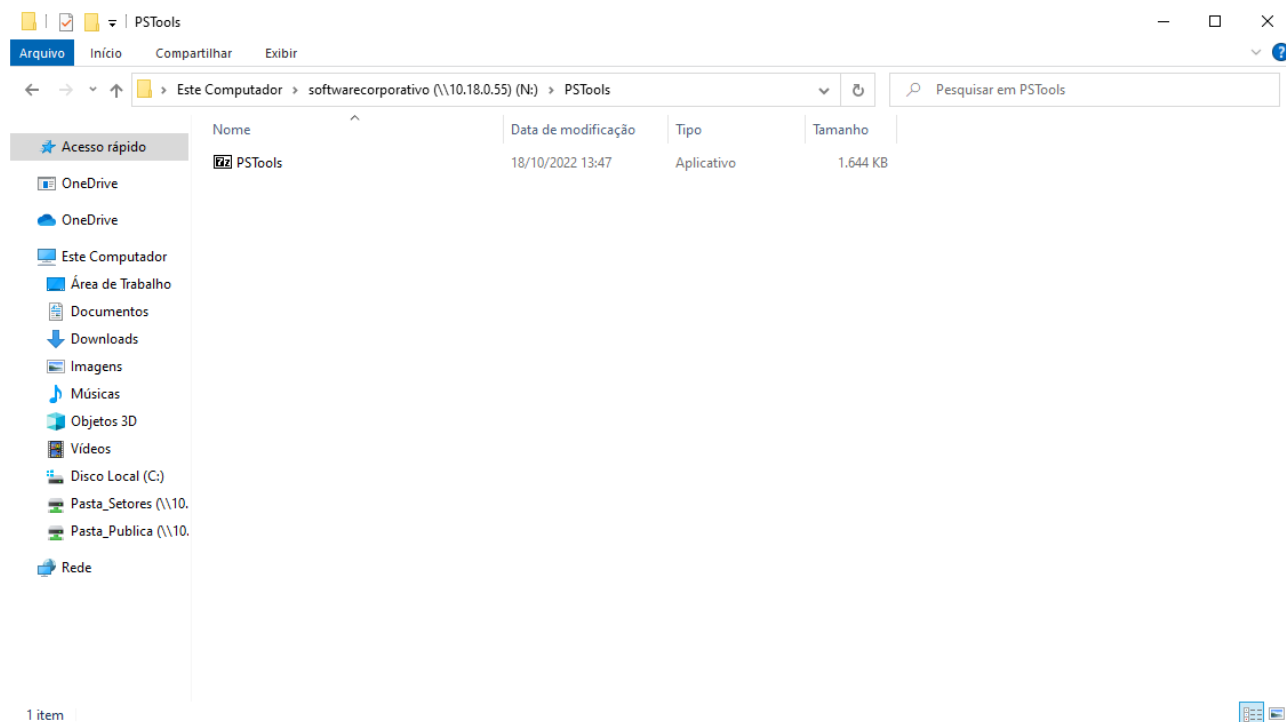 PSTools
Arquivo Início Compartilhar Exibir
Este Computador > softwarecorporativo (\\10.18.0.55) (N:) > PSTools Pesquisar em PSTools
Nome Data de modificação Tipo Tamanho
7z PSTools 18/10/2022 13:47 Aplicativo 1.644 KB
Acesso rápido
OneDrive
OneDrive
Este Computador
Área de Trabalho
Documentos
Downloads
Imagens
Músicas
Objetos 3D
Vídeos
Disco Local (C:)
Pasta_Setores (\\10.
Pasta_Publica (\\10.
Rede
1 item